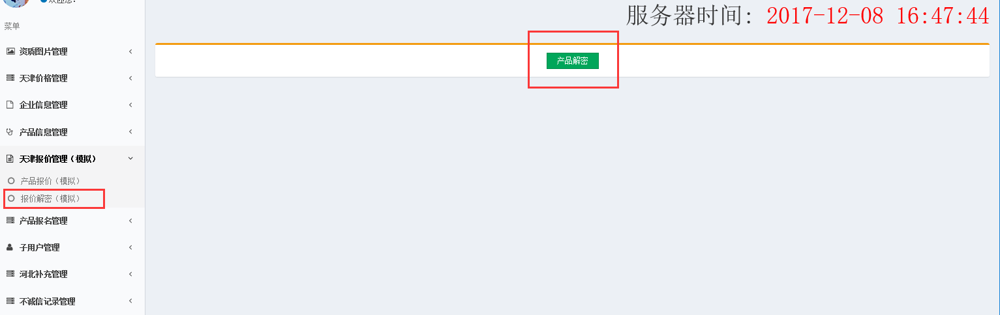 欢迎您!
服务器时间: 2017-12-08 16:47:44
菜单
资质图片管理
天津价格管理
企业信息管理
产品信息管理
天津报价管理（模拟）
产品报价（模拟）
报价解密（模拟）
产品报名管理
子用户管理
河北补充管理
不诚信记录管理
产品解密